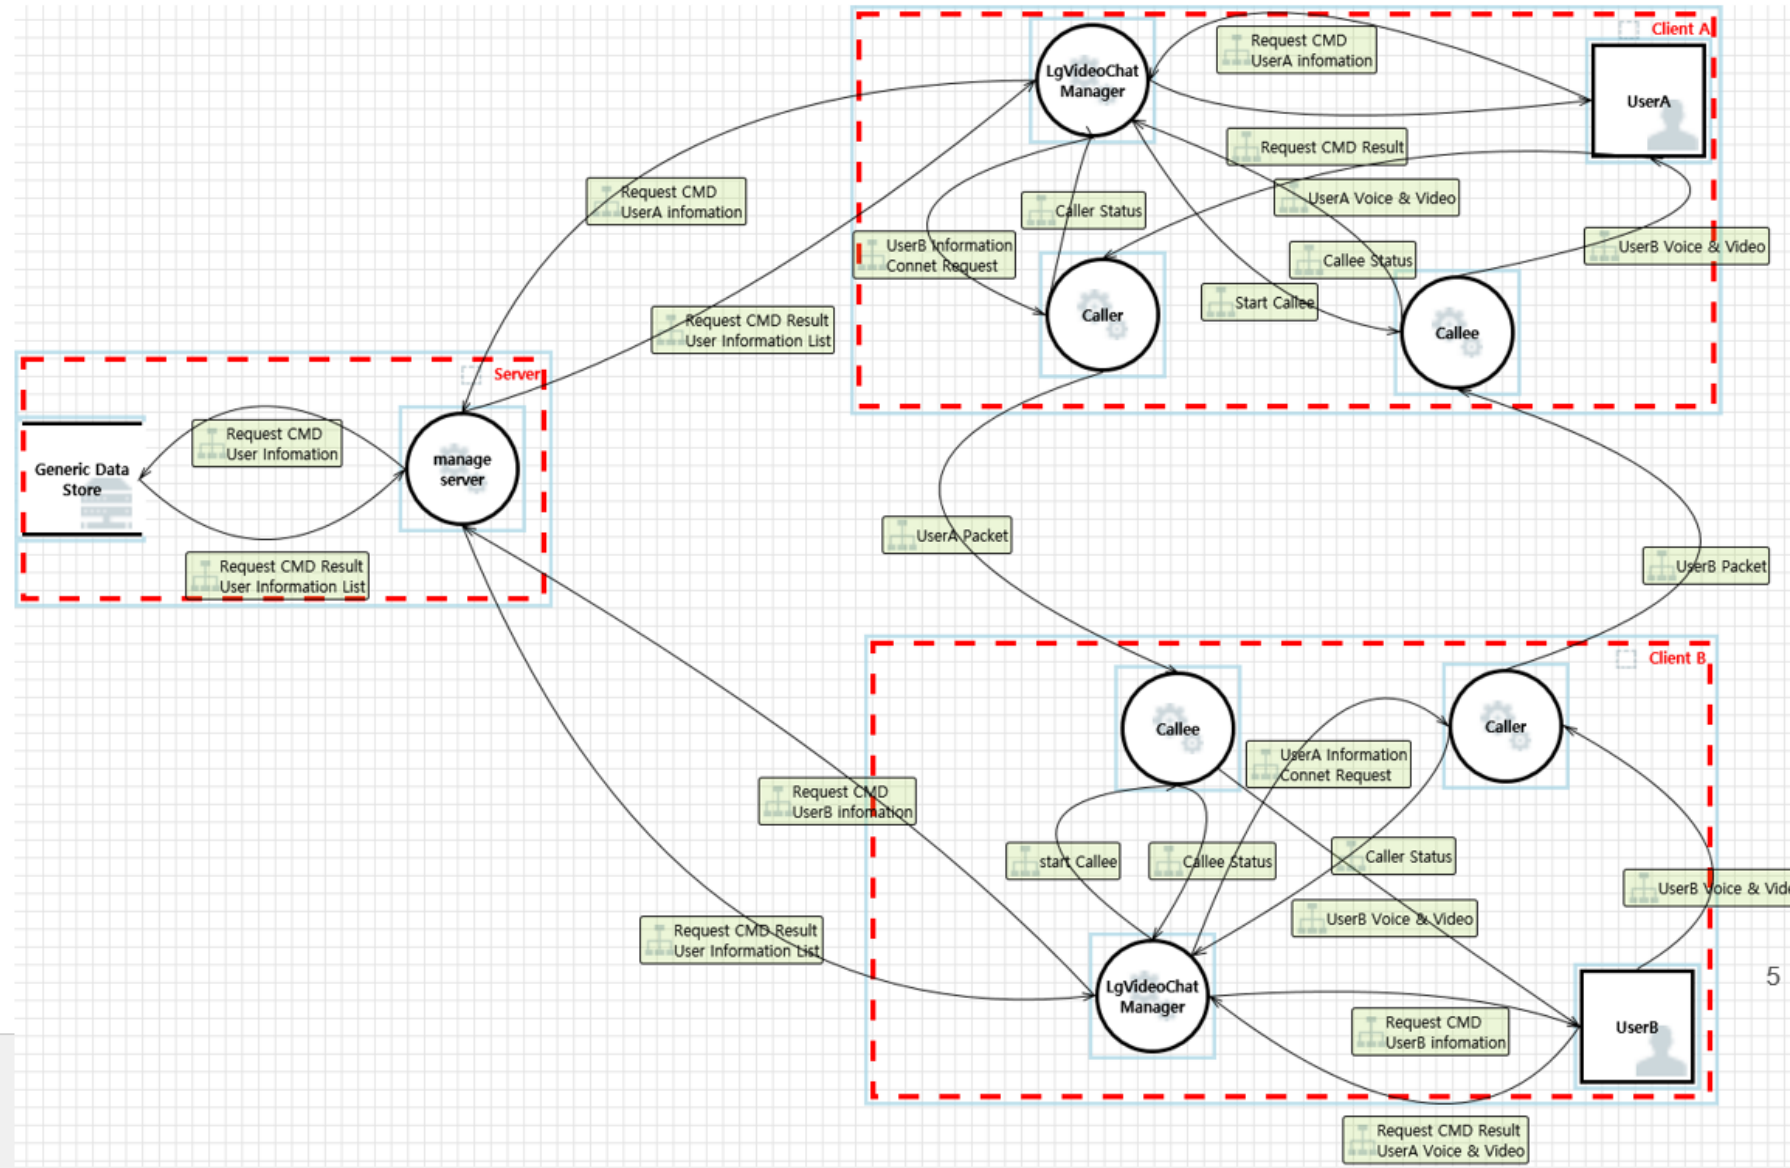 Client A
LgVideoChat
Manager
Request CMD
UserA infomation
UserA
Request CMD Result
UserA Voice & Video
Caller Status
UserB Information
Connet Request
Callee Status
UserB Voice & Video
Start Callee
Caller
Callee
Request CMD
UserA infomation
Request CMD Result
User Information List
Server
Request CMD
User Infomation
Generic Data
Store
manage
server
Request CMD Result
User Information List
UserA Packet
UserB Packet
Client B
Callee
Caller
UserA Information
Connet Request
Request CMD
UserB infomation
start Callee
Callee Status
Caller Status
UserB Voice & Vide
UserB Voice & Video
Request CMD Result
User Information List
LgVideoChat
Manager
Request CMD
UserB infomation
UserB
5
Request CMD Result
UserA Voice & Video